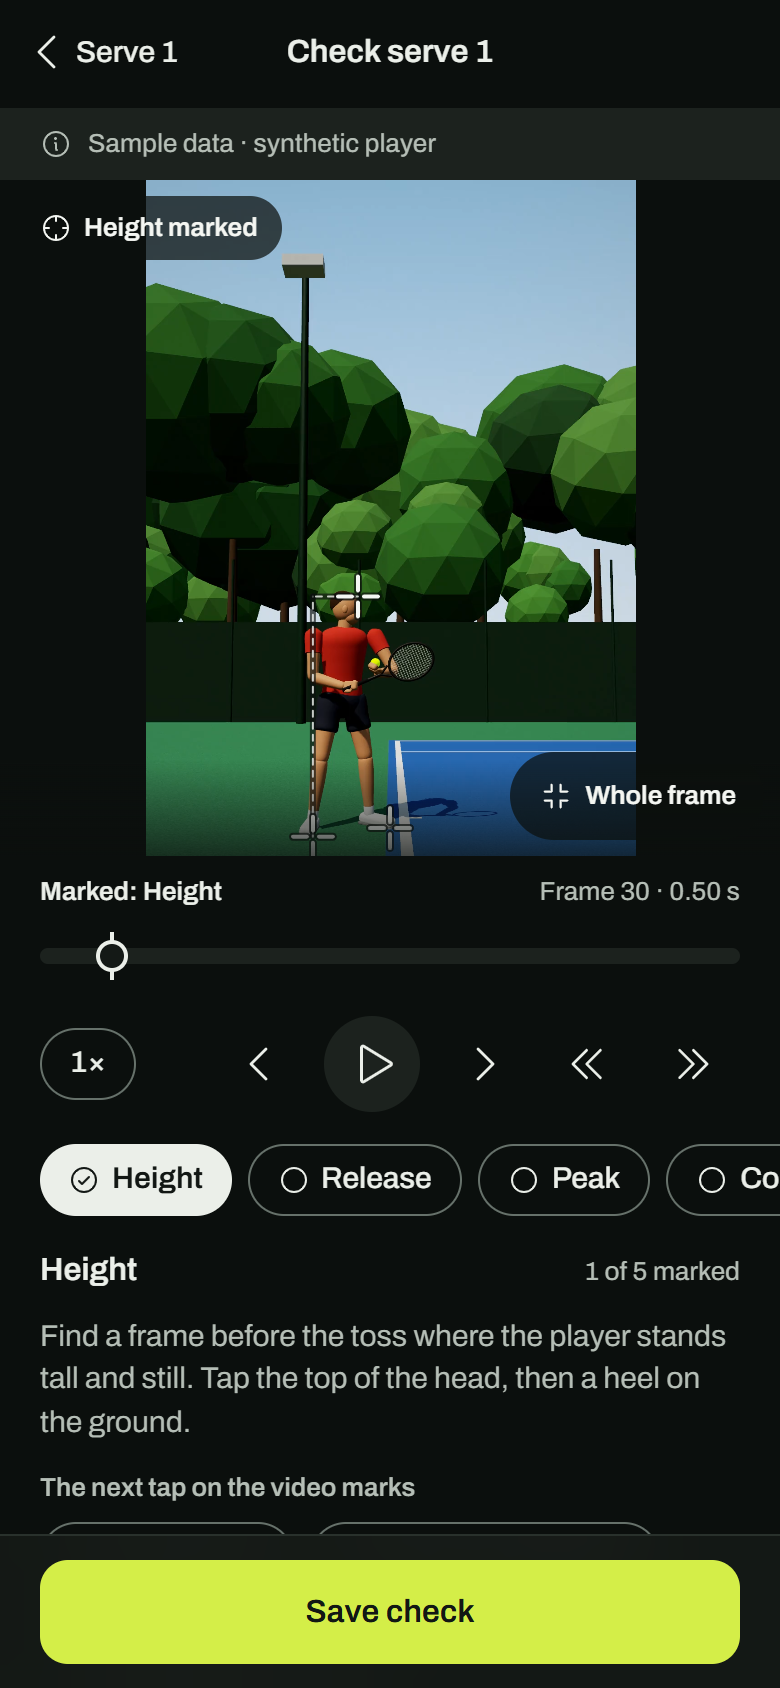 Serve 1
Check serve 1
Sample data · synthetic player
Height marked
Whole frame
Marked: Height
Frame 30 · 0.50 s
1×
Height
Release
Peak
Co
Height
1 of 5 marked
Find a frame before the toss where the player stands
tall and still. Tap the top of the head, then a heel on
the ground.
The next tap on the video marks
Save check